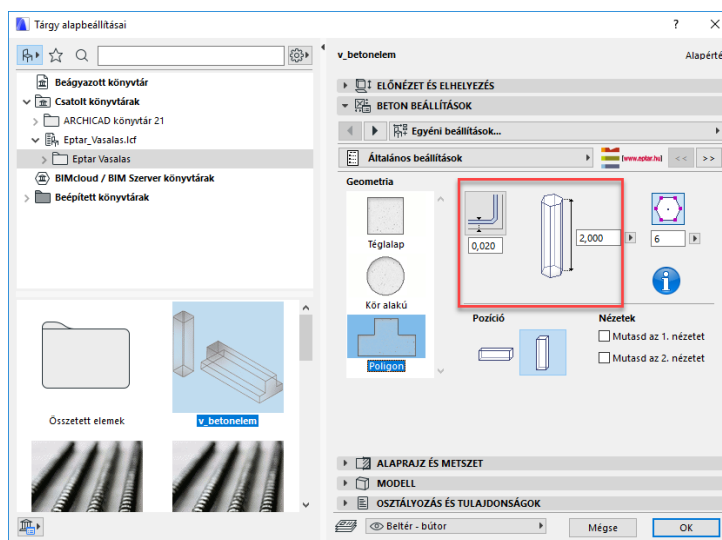 Tárgy alapbeállításai
? ×
Beágyazott könyvtár
Csatolt könyvtárak
ARCHICAD könyvtár 21
Eptar_Vasalas.lcf
Eptar Vasalas
BIMcloud / BIM Szerver könyvtárak
Beépített könyvtárak
Összetett elemek
v_betonelem
v_betonelem
Alapérté
ELŐNÉZET ÉS ELHELYEZÉS
BETON BEÁLLÍTÁSOK
Egyéni beállítások...
Általános beállítások
[www.eptar.hu]
<< >>
Geometria
Téglalap
Kör alakú
Poligon
0,020
2,000
6
Pozíció
Nézetek
Mutasd az 1. nézetet
Mutasd az 2. nézetet
ALAPRAJZ ÉS METSZET
MODELL
OSZTÁLYOZÁS ÉS TULAJDONSÁGOK
Beltér - bútor
Mégse
OK